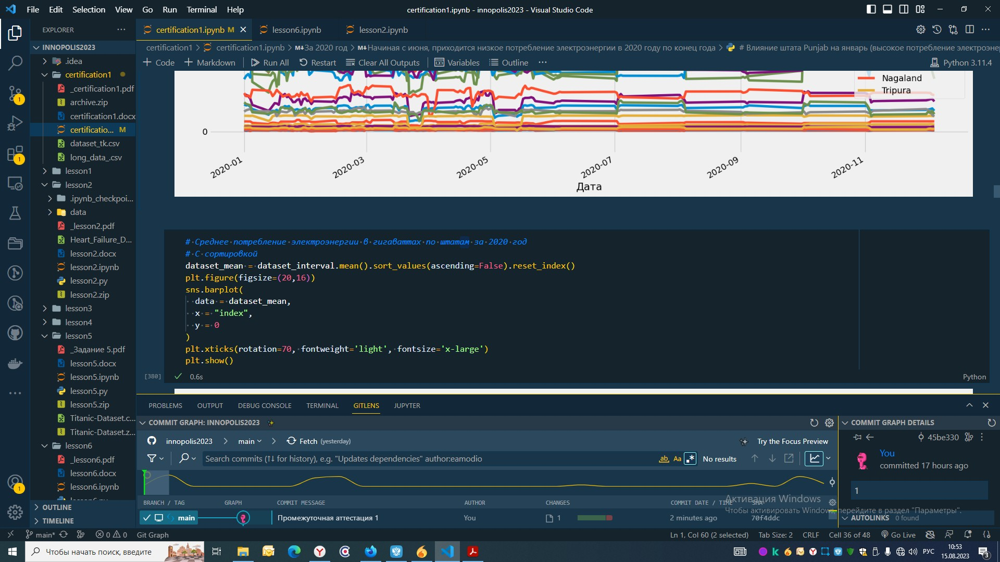 File Edit Selection View Go Run Terminal Help
certification1.ipynb - innopolis2023 - Visual Studio Code
EXPLORER
certification1.ipynb M
lesson6.ipynb
lesson2.ipynb
INNOPOLIS2023
certification1 > certification1.ipynb > M↓За 2020 год > M↓Начиная с июня, приходится низкое потребление электроэнергии в 2020 году по конец года > # Влияние штата Punjab на январь (высокое потребление
+ Code + Markdown Run All Restart Clear All Outputs Variables Outline ... Python 3.11.4
.idea
certification1
_certification1.pdf
archive.zip
certification1.docx
certificatio... M
dataset_tk.csv
long_data_.csv
lesson1
lesson2
.ipynb_checkpoi...
data
_lesson2.pdf
Heart_Failure_D...
lesson2.docx
lesson2.ipynb
lesson2.py
lesson2.zip
lesson3
lesson4
lesson5
_Задание 5.pdf
lesson5.docx
lesson5.ipynb
lesson5.py
lesson5.zip
Titanic-Dataset.c...
Titanic-Dataset.z...
lesson6
_lesson6.pdf
lesson6.docx
lesson6.ipynb
OUTLINE
TIMELINE
Nagaland
Tripura
0
2020-01 2020-03 2020-05 2020-07 2020-09 2020-11
Дата
# Среднее потребление электроэнергии в гигаваттах по штатам за 2020 год
# С сортировкой
dataset_mean = dataset_interval.mean().sort_values(ascending=False).reset_index()
plt.figure(figsize=(20,16))
sns.barplot(
data = dataset_mean,
x = "index",
y = 0
)
plt.xticks(rotation=70, fontweight='light', fontsize='x-large')
plt.show()
[380] 0.6s Python
PROBLEMS OUTPUT DEBUG CONSOLE TERMINAL GITLENS JUPYTER
COMMIT GRAPH: INNOPOLIS2023
COMMIT GRAPH DETAILS
innopolis2023 > main > Fetch (yesterday)
Try the Focus Preview
45be330
Search commits (↑↓ for history), e.g. "Updates dependencies" author:eamodio
ab Aa .* No results
You
committed 17 hours ago
1
BRANCH / TAG GRAPH COMMIT MESSAGE AUTHOR CHANGES COMMIT DATE / TIME SHA
main Промежуточная аттестация 1 You 1 2 minutes ago 70f4ddc
Активация Windows
Чтобы активировать Windows, перейдите в раздел "Параметры".
AUTOLINKS 0 found
main* 0 0 Git Graph
Ln 1, Col 60 (2 selected) Tab Size: 2 CRLF Cell 36 of 48 Go Live
Чтобы начать поиск, введите
РУС
10:53
15.08.2023
3